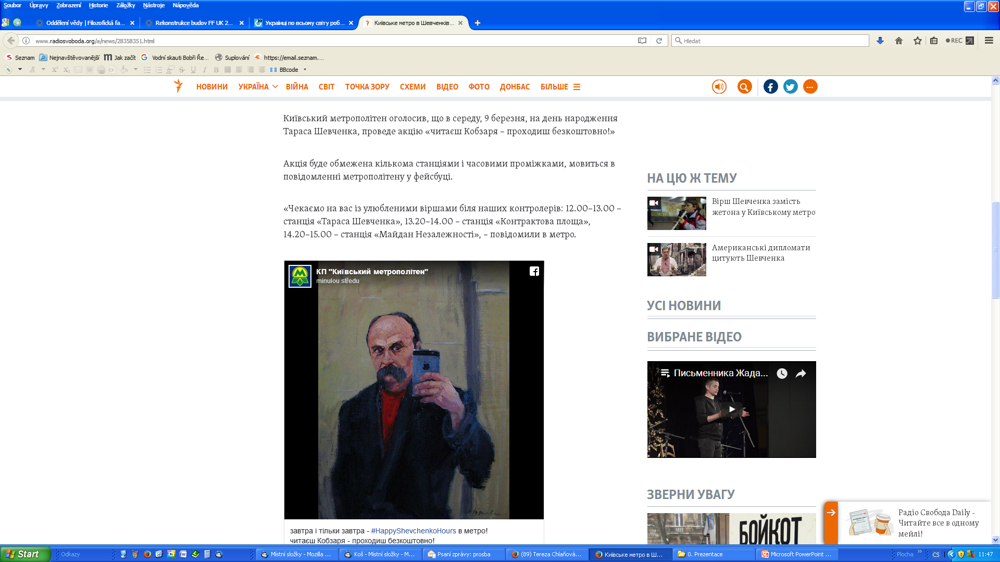 Soubor Úpravy Zobrazení Historie Záložky Nástroje Nápověda
Oddělení vědy | Filozofická fa... Rekonstrukce budov FF UK 2... Українці по всьому світу роб... Київське метро в Шевченків...
www.radiosvoboda.org/a/news/28358351.html Hledat REC
Seznam Nejnavštěvovanější Jak začít Vodní skauti Bobři Ře... Suplování https://email.seznam....
BBcode
НОВИНИ УКРАЇНА ВІЙНА СВІТ ТОЧКА ЗОРУ СХЕМИ ВІДЕО ФОТО ДОНБАС БІЛЬШЕ
Київський метрополітен оголосив, що в середу, 9 березня, на день народження
Тараса Шевченка, проведе акцію «читаєш Кобзаря – проходиш безкоштовно!»
Акція буде обмежена кількома станціями і часовими проміжками, мовиться в
повідомленні метрополітену у фейсбуці.
«Чекаємо на вас із улюбленими віршами біля наших контролерів: 12.00–13.00 –
станція «Тараса Шевченка», 13.20–14.00 – станція «Контрактова площа»,
14.20–15.00 – станція «Майдан Незалежності», – повідомили в метро.
КП "Київський метрополітен"
minulou středu
завтра і тільки завтра - #HappyShevchenkoHours в метро!
читаєш Кобзаря - проходиш безкоштовно!
НА ЦЮ Ж ТЕМУ
Вірш Шевченка замість
жетона у Київському метро
Американські дипломати
цитують Шевченка
УСІ НОВИНИ
ВИБРАНЕ ВІДЕО
Письменника Жада...
ЗВЕРНИ УВАГУ
БОЙКОТ
Радіо Свобода Daily -
Читайте все в одному
мейлі!
Start Odkazy Místní složky - Mozilla ... Koš - Místní složky - M... Psaní zprávy: prosba (89) Tereza Chlaňová... Київське метро в Ш... 0. Prezentace Microsoft PowerPoint ... Plocha CS 11:47